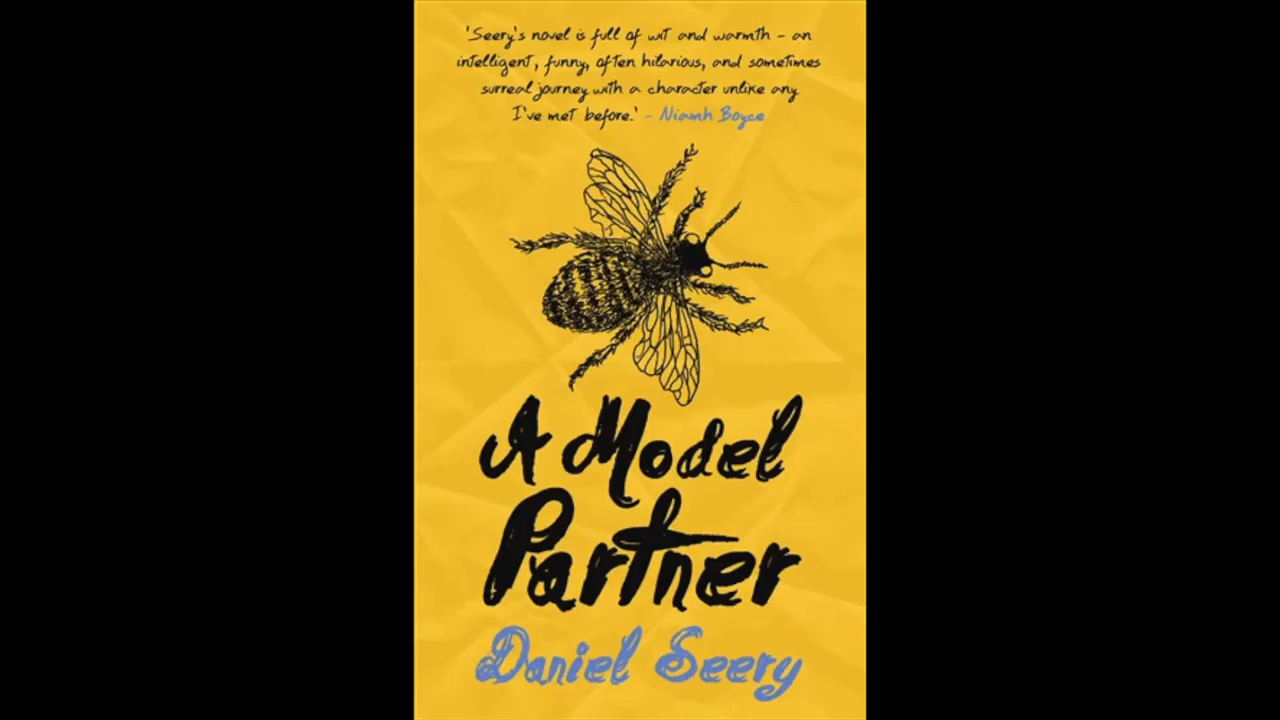 'Seery's novel is full of wit and warmth – an
intelligent, funny, often hilarious, and sometimes
surreal journey with a character unlike any
I've met before.' – Niamh Boyce
A Model
Partner
Daniel Seery